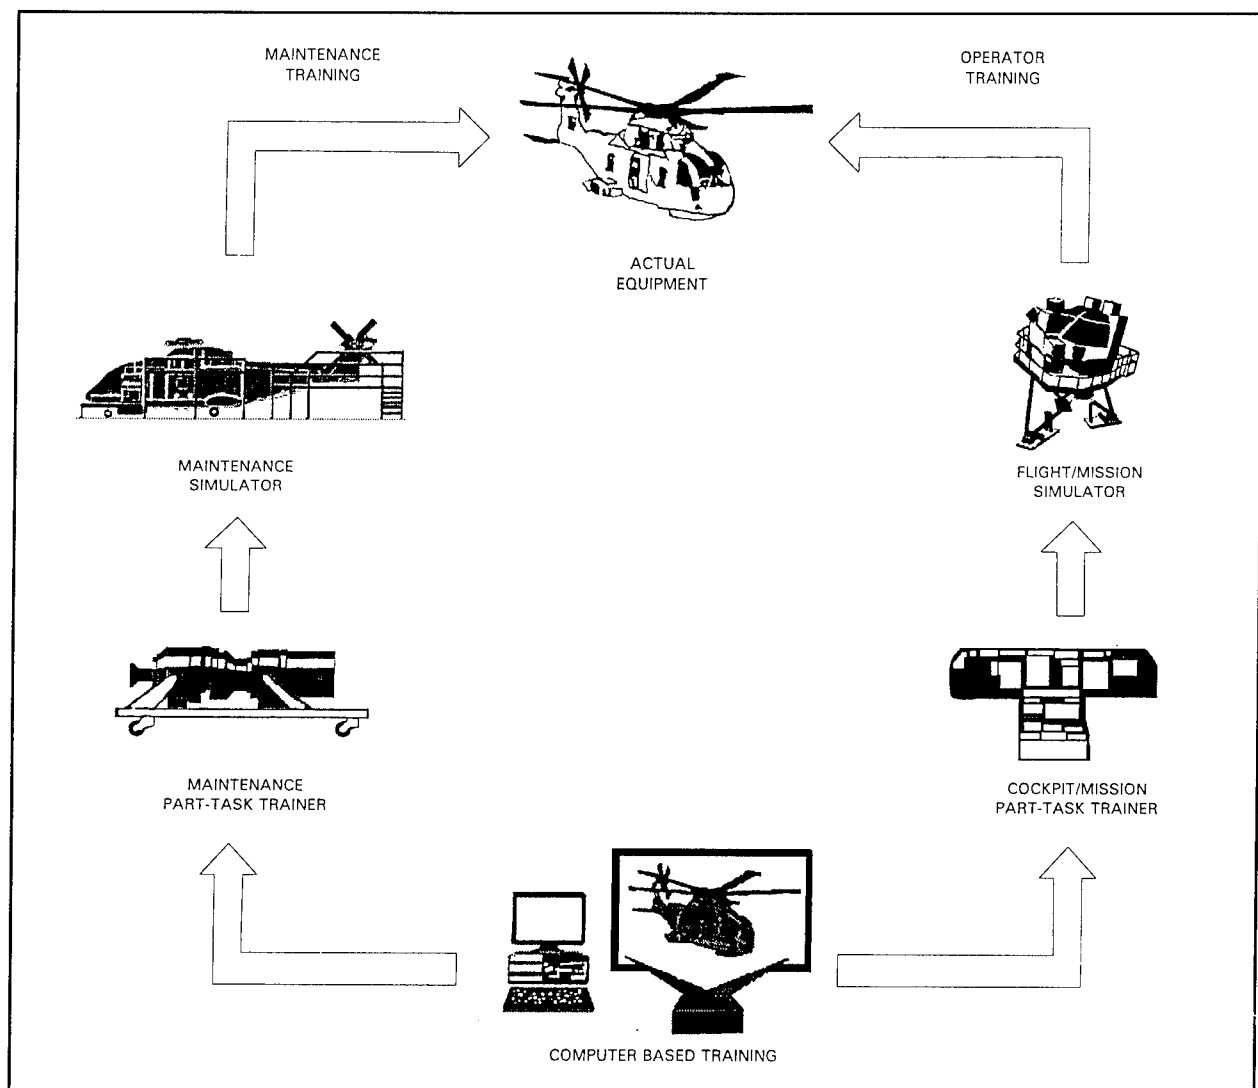 MAINTENANCE
TRAINING
OPERATOR
TRAINING
ACTUAL
EQUIPMENT
MAINTENANCE
SIMULATOR
FLIGHT/MISSION
SIMULATOR
MAINTENANCE
PART-TASK TRAINER
COCKPIT/MISSION
PART-TASK TRAINER
COMPUTER BASED TRAINING